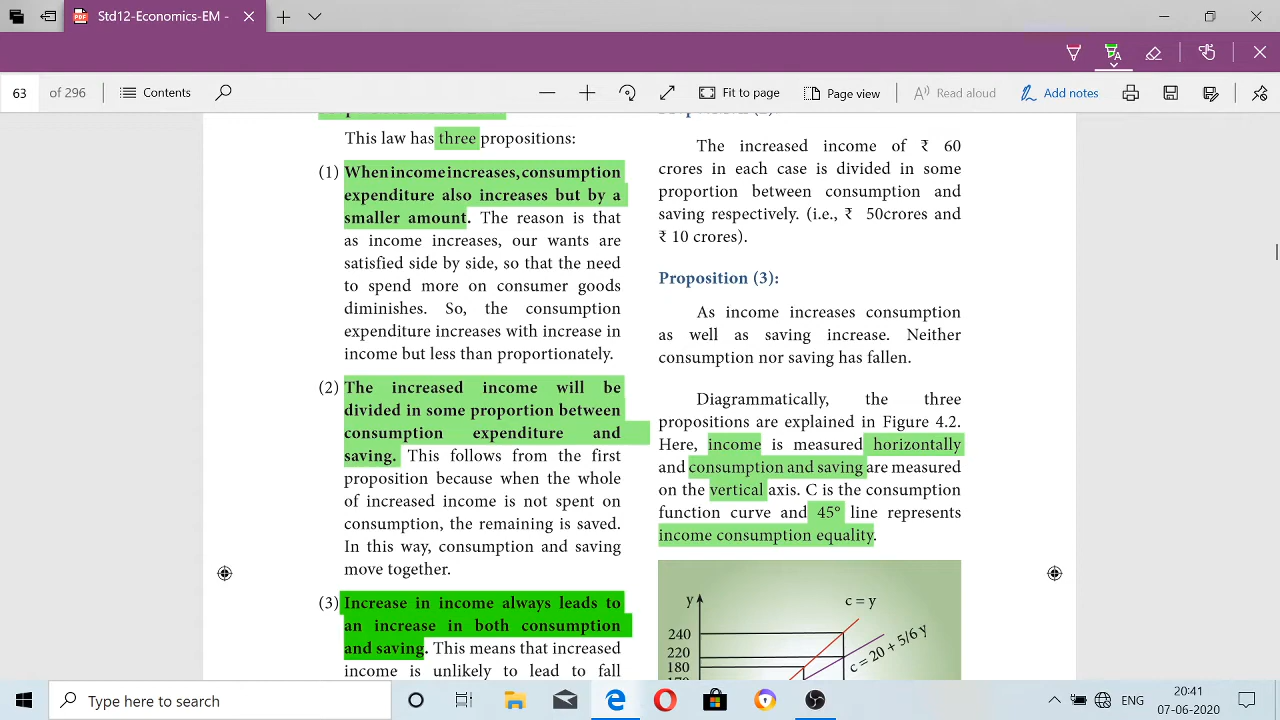 Std12-Economics-EM -
63 of 296 Contents Fit to page Page view Read aloud Add notes
This law has three propositions:
(1) When income increases, consumption
expenditure also increases but by a
smaller amount. The reason is that
as income increases, our wants are
satisfied side by side, so that the need
to spend more on consumer goods
diminishes. So, the consumption
expenditure increases with increase in
income but less than proportionately.
(2) The increased income will be
divided in some proportion between
consumption expenditure and
saving. This follows from the first
proposition because when the whole
of increased income is not spent on
consumption, the remaining is saved.
In this way, consumption and saving
move together.
(3) Increase in income always leads to
an increase in both consumption
and saving. This means that increased
income is unlikely to lead to fall
The increased income of ₹ 60
crores in each case is divided in some
proportion between consumption and
saving respectively. (i.e., ₹ 50crores and
₹ 10 crores).
Proposition (3):
As income increases consumption
as well as saving increase. Neither
consumption nor saving has fallen.
Diagrammatically, the three
propositions are explained in Figure 4.2.
Here, income is measured horizontally
and consumption and saving are measured
on the vertical axis. C is the consumption
function curve and 45° line represents
income consumption equality.
y
c = y
240
220
180
c = 20 + 5/6 y
Type here to search
ENG
20:41
07-06-2020